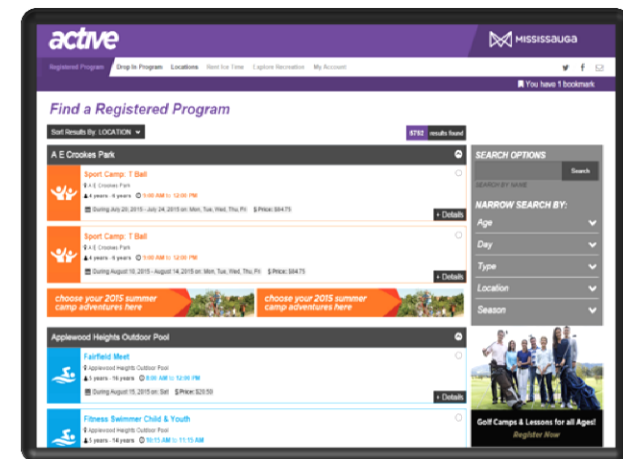 active
MISSISSAUGA
Registered Program Drop In Program Locations Rent for Time Explore Recreation My Account
You have 1 bookmark
Find a Registered Program
Sort Results By: LOCATION
6792 results found
A E Crookes Park
Sport Camp: T Ball
A E Crookes Park
4 years - 6 years 9:00 AM to 12:00 PM
During July 20, 2015 - July 24, 2015 on: Mon, Tue, Wed, Thu, Fri $ Price: $84.75
+ Details
Sport Camp: T Ball
A E Crookes Park
4 years - 6 years 9:00 AM to 12:00 PM
During August 10, 2015 - August 14, 2015 on: Mon, Tue, Wed, Thu, Fri $ Price: $84.75
+ Details
choose your 2015 summer
camp adventures here
choose your 2015 summer
camp adventures here
Applewood Heights Outdoor Pool
Fairfield Meet
Applewood Heights Outdoor Pool
5 years - 16 years 8:00 AM to 12:00 PM
During August 15, 2015 on: Sat $ Price: $20.50
+ Details
Fitness Swimmer Child & Youth
Applewood Heights Outdoor Pool
5 years - 14 years 10:15 AM to 11:15 AM
SEARCH OPTIONS
Search
SEARCH BY NAME
NARROW SEARCH BY:
Age
Day
Type
Location
Season
Golf Camps & Lessons for all Ages!
Register Now